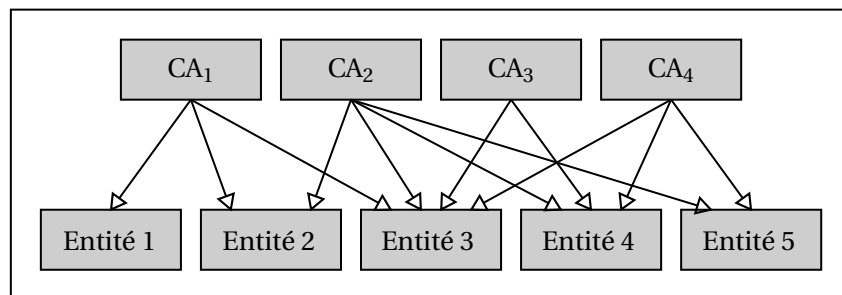 CA₁ CA₂ CA₃ CA₄
Entité 1 Entité 2 Entité 3 Entité 4 Entité 5